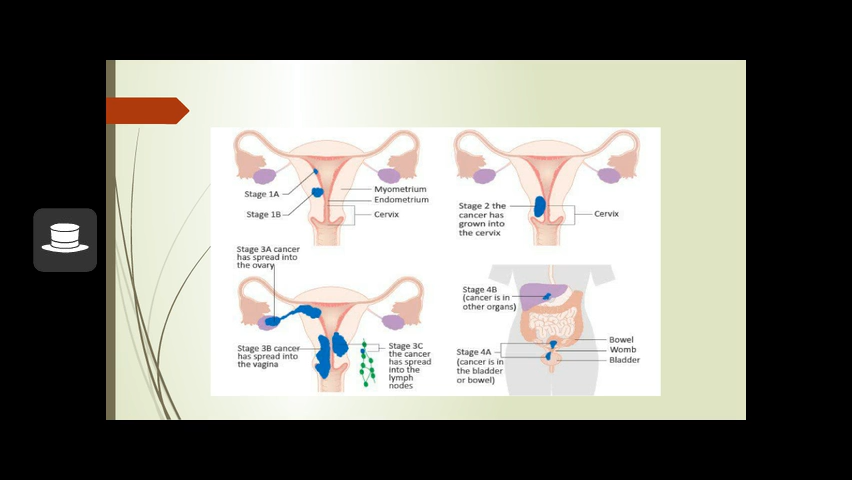 Stage 1A
Stage 1B
Myometrium
Endometrium
Cervix
Stage 2 the
cancer has
grown into
the cervix
Cervix
Stage 3A cancer
has spread into
the ovary
Stage 3B cancer
has spread into
the vagina
Stage 3C
the cancer
has spread
into the
lymph
nodes
Stage 4B
(cancer is in
other organs)
Stage 4A
(cancer is in
the bladder
or bowel)
Bowel
Womb
Bladder